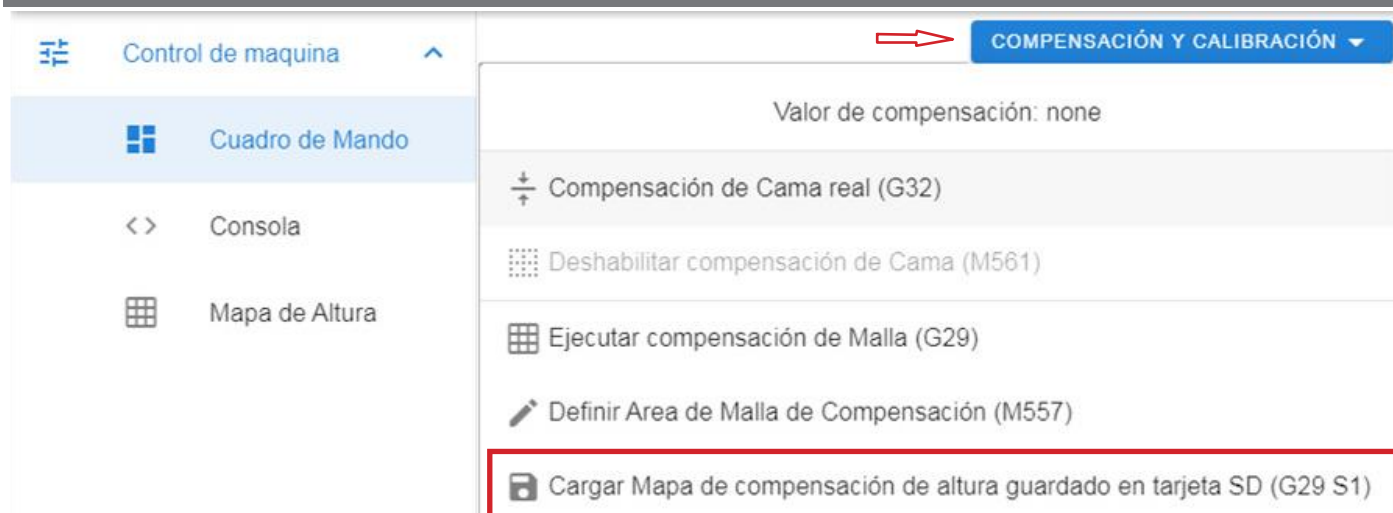 Control de maquina
COMPENSACIÓN Y CALIBRACIÓN
Valor de compensación: none
Cuadro de Mando
Compensación de Cama real (G32)
Consola
Deshabilitar compensación de Cama (M561)
Mapa de Altura
Ejecutar compensación de Malla (G29)
Definir Area de Malla de Compensación (M557)
Cargar Mapa de compensación de altura guardado en tarjeta SD (G29 S1)